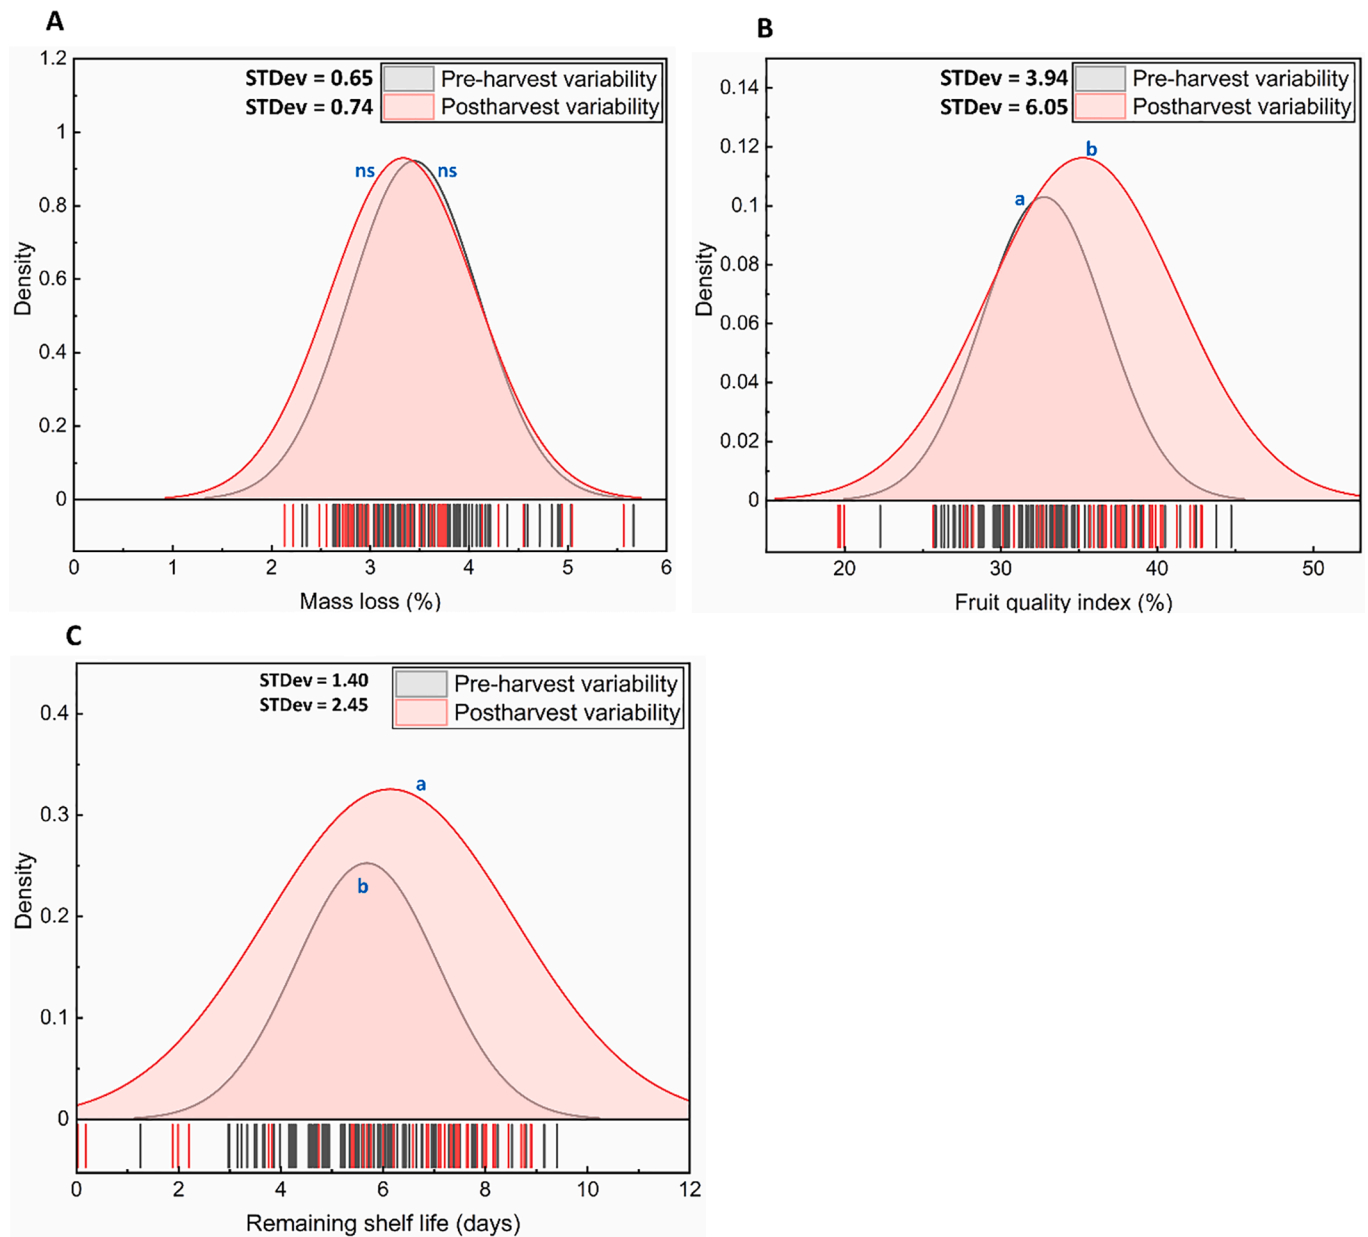 A
STDev = 0.65 Pre-harvest variability
STDev = 0.74 Postharvest variability
ns ns
Density
1.2
1
0.8
0.6
0.4
0.2
0
0 1 2 3 4 5 6
Mass loss (%)
B
STDev = 3.94 Pre-harvest variability
STDev = 6.05 Postharvest variability
b
a
Density
0.14
0.12
0.1
0.08
0.06
0.04
0.02
0
20 30 40 50
Fruit quality index (%)
C
STDev = 1.40 Pre-harvest variability
STDev = 2.45 Postharvest variability
a
b
Density
0.4
0.3
0.2
0.1
0
0 2 4 6 8 10 12
Remaining shelf life (days)